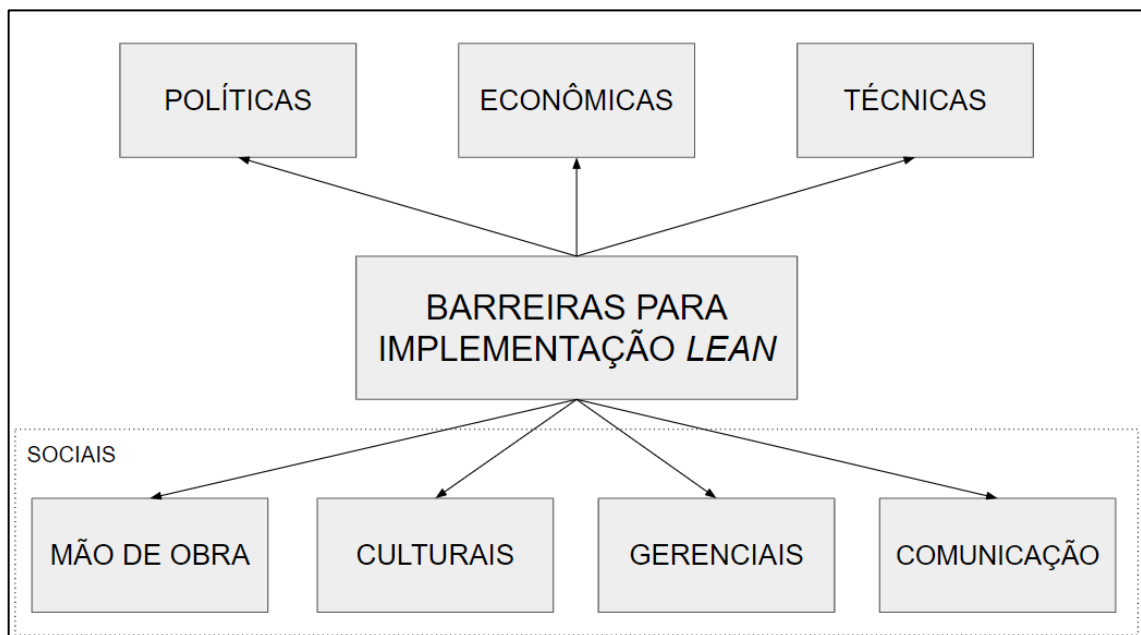 POLÍTICAS
ECONÔMICAS
TÉCNICAS
BARREIRAS PARA
IMPLEMENTAÇÃO LEAN
SOCIAIS
MÃO DE OBRA
CULTURAIS
GERENCIAIS
COMUNICAÇÃO